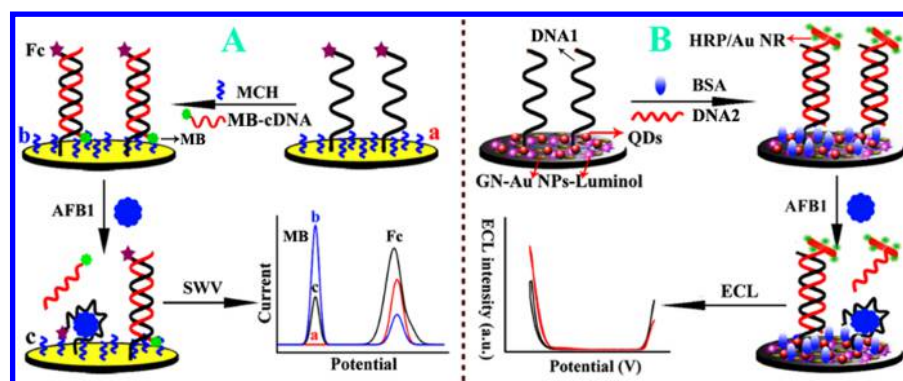 A
Fc
MCH
MB-cDNA
b
MB
a
AFB1
SWV
c
Current
MB
b
c
a
Fc
Potential
B
DNA1
HRP/Au NR
BSA
DNA2
QDs
GN-Au NPs-Luminol
AFB1
ECL
ECL intensity (a.u.)
Potential (V)